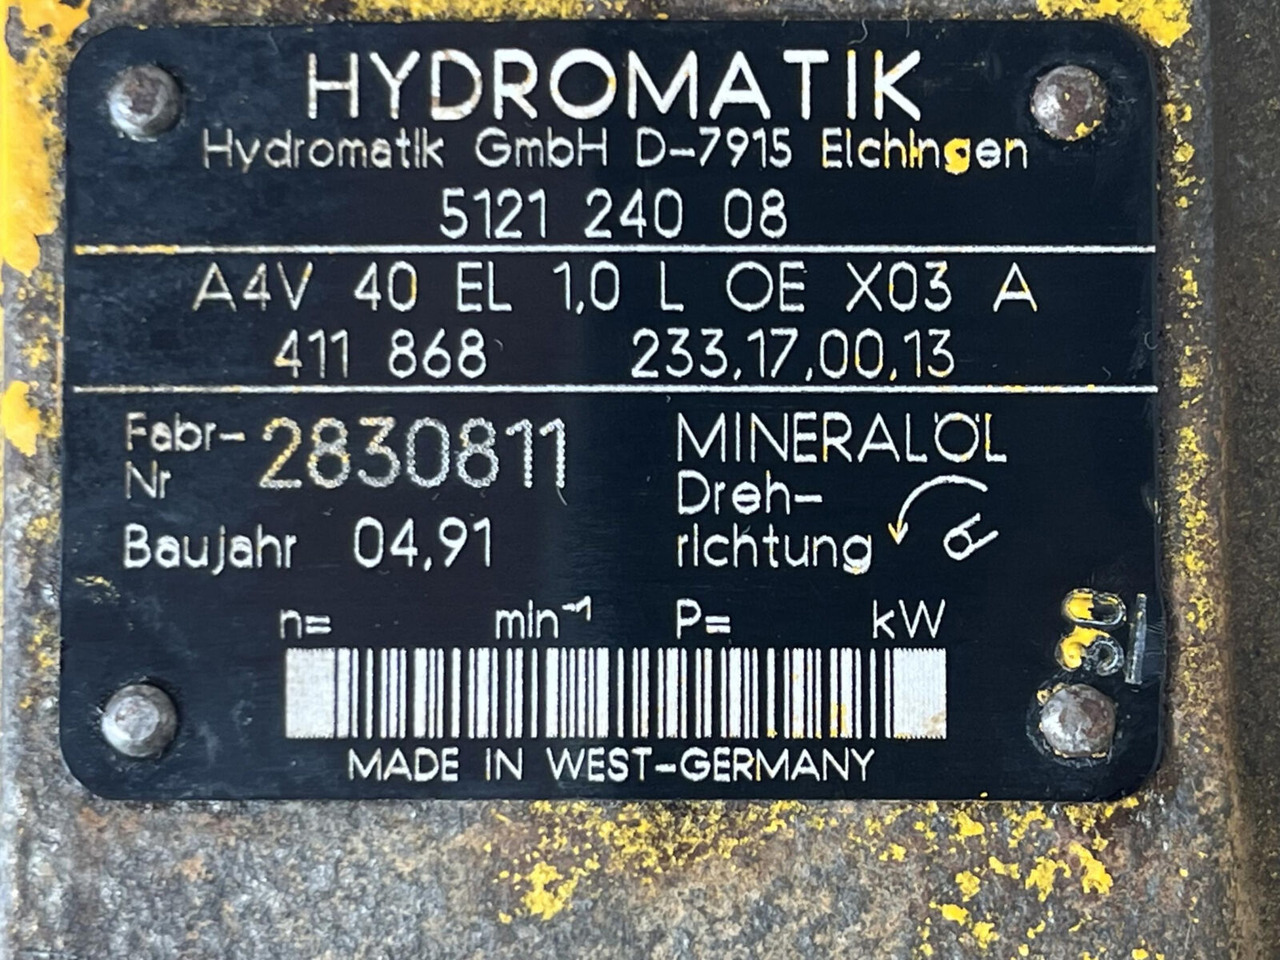 HYDROMATIK
Hydromatik GmbH D-7915 Elchingen
5121 240 08
A4V 40 EL 1,0 L OE X03 A
411 868 233.17.00.13
Fabr-Nr 2830811
MINERALÖL
Baujahr 04.91
Dreh-
richtung
n= min⁻¹ P= kW
MADE IN WEST-GERMANY